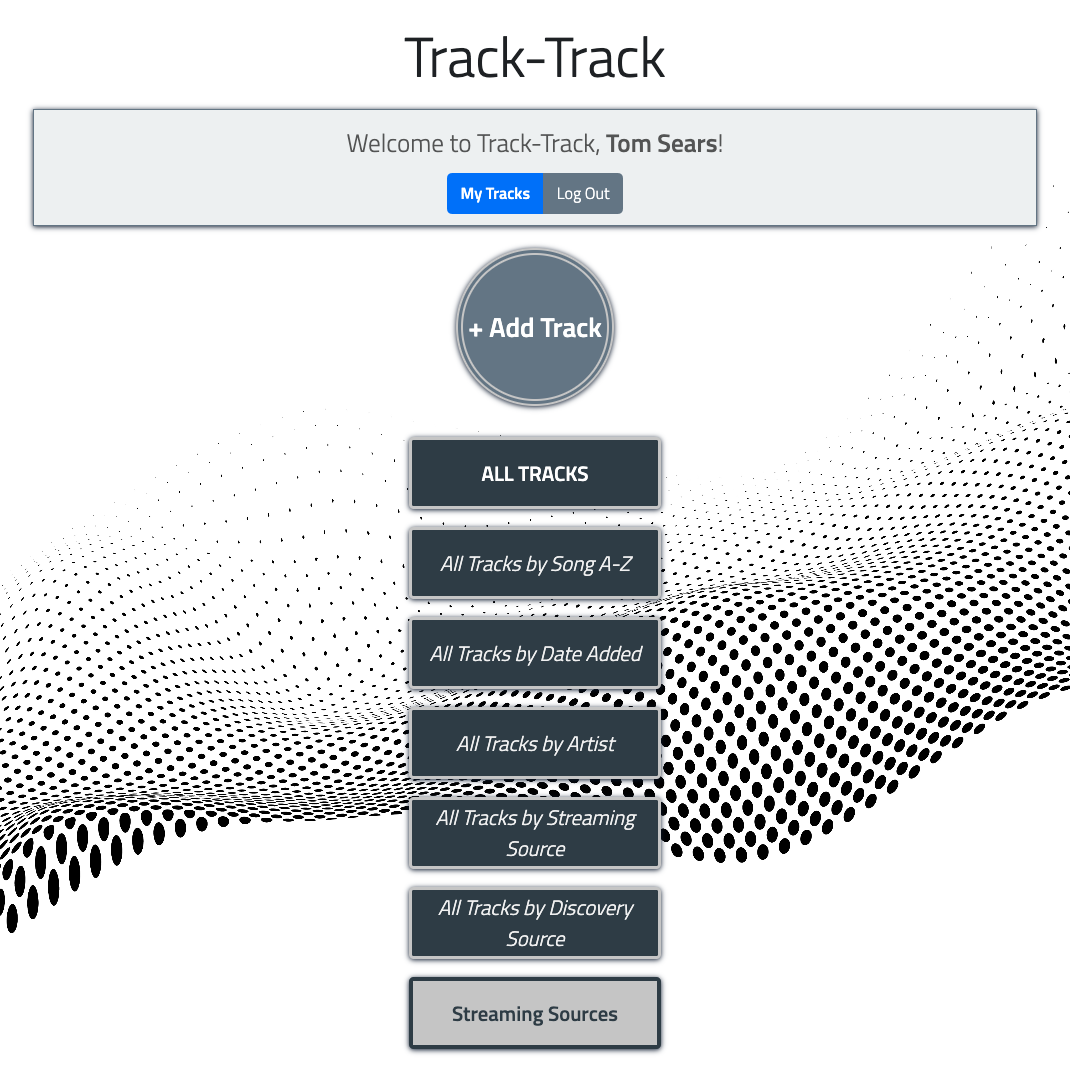 Track-Track
Welcome to Track-Track, Tom Sears!
My Tracks
Log Out
+ Add Track
ALL TRACKS
All Tracks by Song A-Z
All Tracks by Date Added
All Tracks by Artist
All Tracks by Streaming
Source
All Tracks by Discovery
Source
Streaming Sources